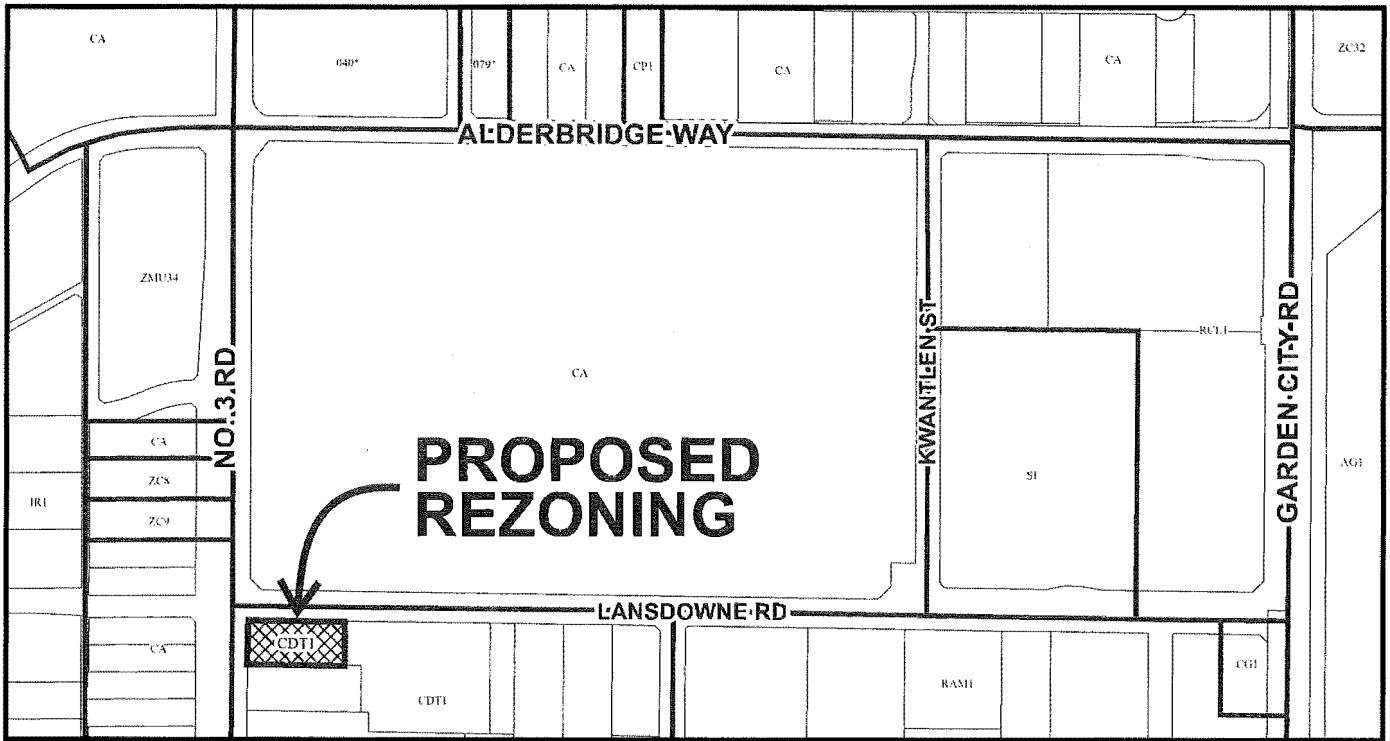 CA
040"
079"
CA
CP1
CA
CA
ZC32
ALDERBRIDGE WAY
ZMU34
NO. 3 RD
KWANTLEN ST
RCL1
GARDEN CITY RD
CA
CA
ZC8
ZC9
IR1
PROPOSED
REZONING
SI
AG1
LANSDOWNE RD
CDT1
CA
CDT1
RAM1
CG1